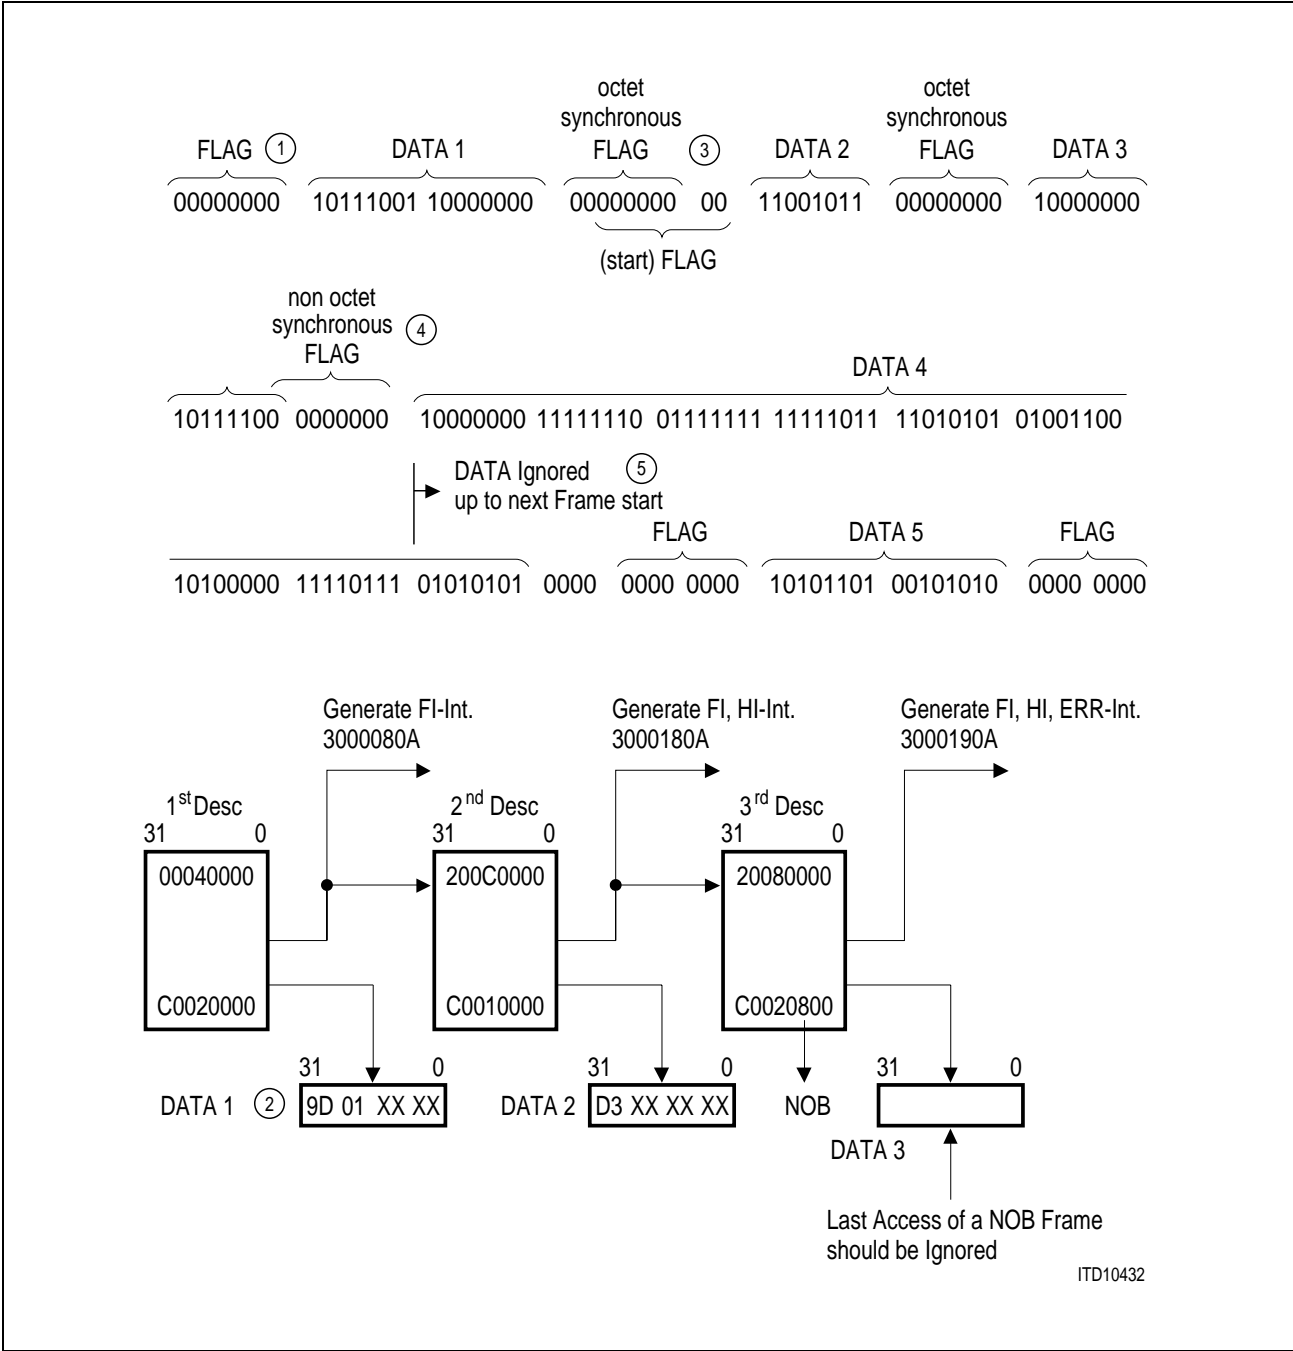 octet octet
synchronous synchronous
FLAG 1 DATA 1 FLAG 3 DATA 2 FLAG DATA 3
00000000 10111001 10000000 00000000 00 11001011 00000000 10000000
(start) FLAG
non octet
synchronous 4
FLAG DATA 4
10111100 0000000 10000000 11111110 01111111 11111011 11010101 01001100
DATA Ignored 5
up to next Frame start
FLAG DATA 5 FLAG
10100000 11110111 01010101 0000 0000 0000 10101101 00101010 0000 0000
Generate FI-Int. Generate FI, HI-Int. Generate FI, HI, ERR-Int.
3000080A 3000180A 3000190A
1st Desc 2nd Desc 3rd Desc
31 0 31 0 31 0
00040000 200C0000 20080000
C0020000 C0010000 C0020800
31 0 31 0 31 0
DATA 1 2 9D 01 XX XX DATA 2 D3 XX XX XX NOB
DATA 3
Last Access of a NOB Frame
should be Ignored
ITD10432